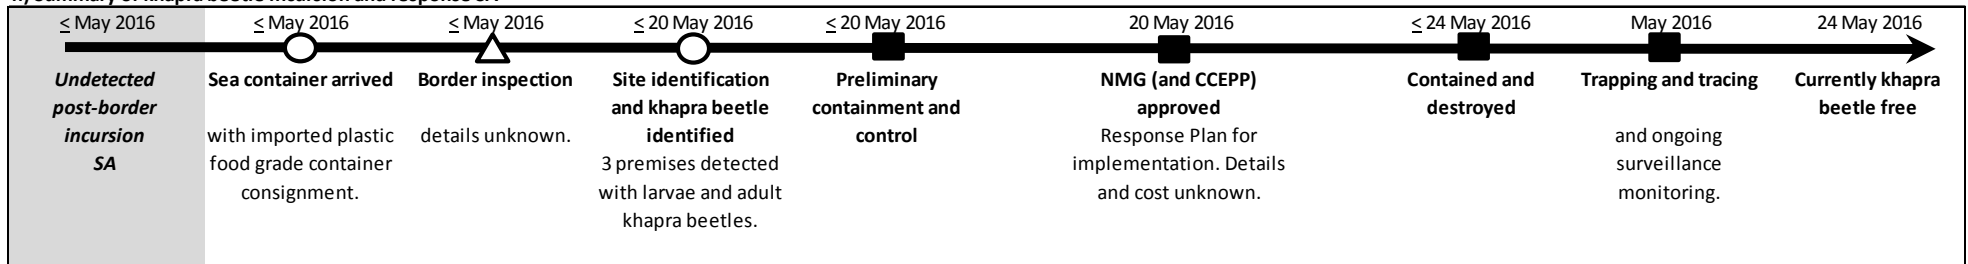 ≤ May 2016
≤ May 2016
≤ May 2016
≤ 20 May 2016
≤ 20 May 2016
20 May 2016
≤ 24 May 2016
May 2016
24 May 2016
Undetected
post-border
incursion
SA
Sea container arrived
with imported plastic
food grade container
consignment.
Border inspection
details unknown.
Site identification
and khapra beetle
identified
3 premises detected
with larvae and adult
khapra beetles.
Preliminary
containment and
control
NMG (and CCEPP)
approved
Response Plan for
implementation. Details
and cost unknown.
Contained and
destroyed
Trapping and tracing
and ongoing
surveillance
monitoring.
Currently khapra
beetle free